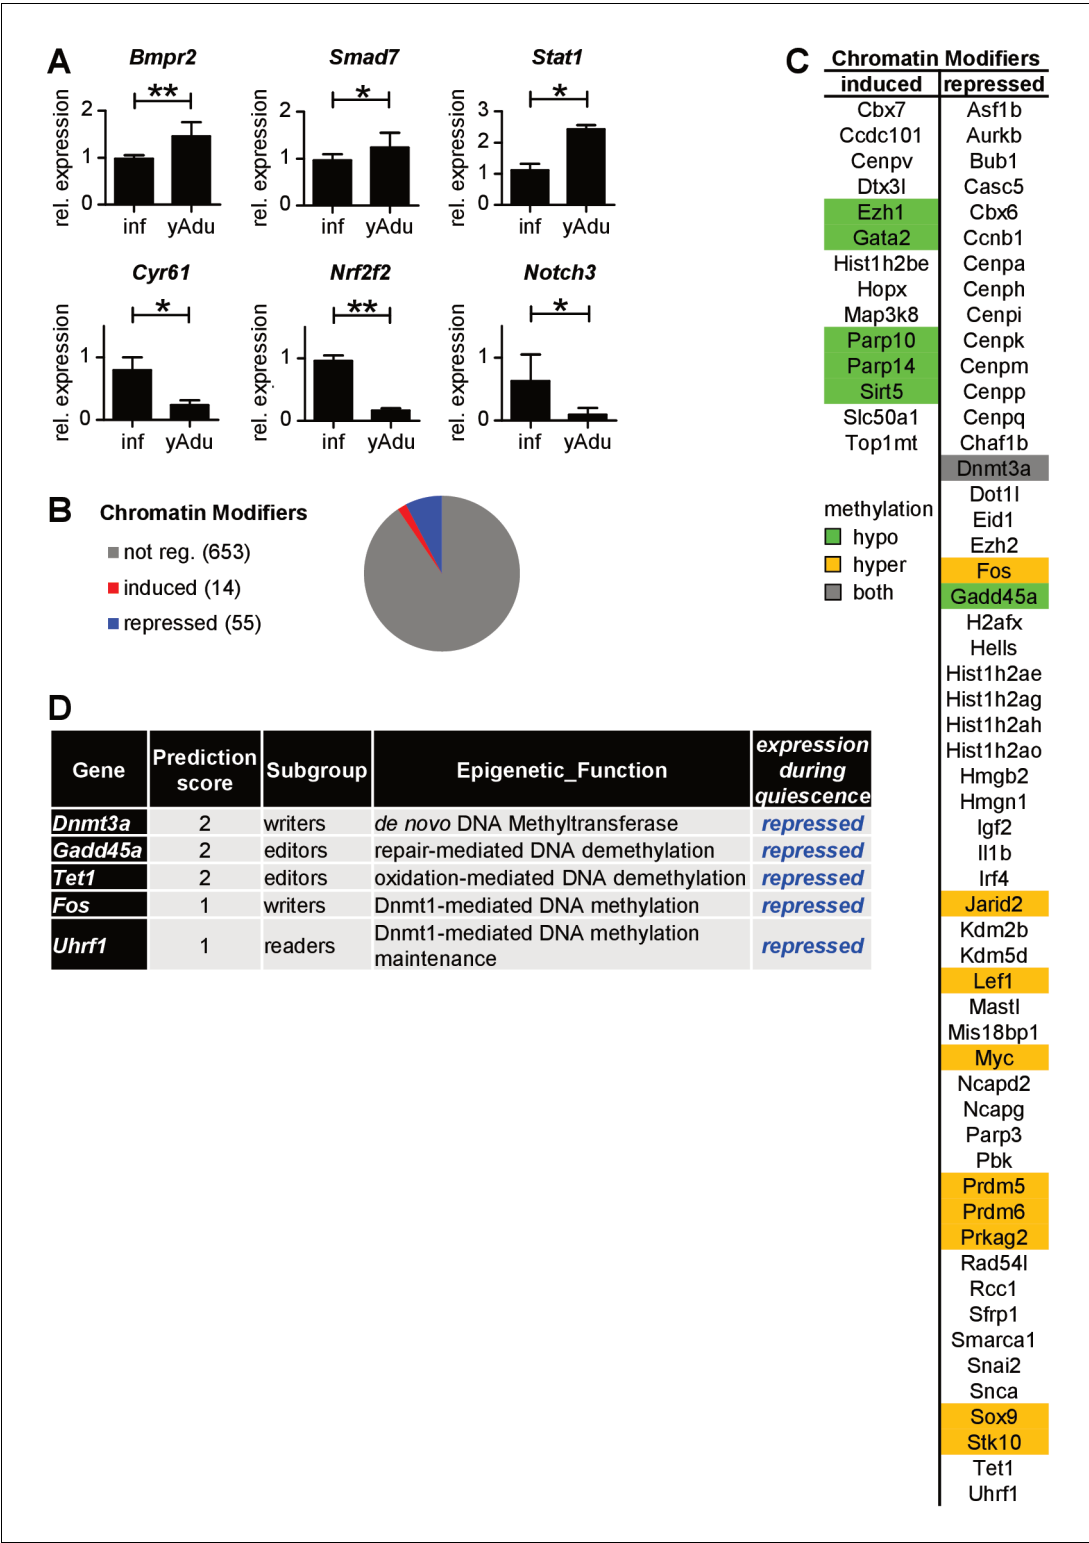 A
Bmpr2
**
rel. expression
2
1
0
inf yAdu
Smad7
*
rel. expression
2
1
0
inf yAdu
Stat1
*
rel. expression
3
2
1
0
inf yAdu
Cyr61
*
rel. expression
1
0
inf yAdu
Nrf2f2
**
rel. expression
1
0
inf yAdu
Notch3
*
rel. expression
1
0
inf yAdu
B
Chromatin Modifiers
not reg. (653)
induced (14)
repressed (55)
C
Chromatin Modifiers
induced repressed
Cbx7 Asf1b
Ccdc101 Aurkb
Cenpv Bub1
Dtx3l Casc5
Ezh1 Cbx6
Gata2 Ccnb1
Hist1h2be Cenpa
Hopx Cenph
Map3k8 Cenpi
Parp10 Cenpk
Parp14 Cenpm
Sirt5 Cenpp
Slc50a1 Cenpq
Top1mt Chaf1b
Dnmt3a
Dot1l
Eid1
Ezh2
Fos
Gadd45a
H2afx
Hells
Hist1h2ae
Hist1h2ag
Hist1h2ah
Hist1h2ao
Hmgb2
Hmgn1
Igf2
Il1b
Irf4
Jarid2
Kdm2b
Kdm5d
Lef1
Mastl
Mis18bp1
Myc
Ncapd2
Ncapg
Parp3
Pbk
Prdm5
Prdm6
Prkag2
Rad54l
Rcc1
Sfrp1
Smarca1
Snai2
Snca
Sox9
Stk10
Tet1
Uhrf1
methylation
hypo
hyper
both
D
Gene Prediction score Subgroup Epigenetic_Function expression during quiescence
Dnmt3a 2 writers de novo DNA Methyltransferase repressed
Gadd45a 2 editors repair-mediated DNA demethylation repressed
Tet1 2 editors oxidation-mediated DNA demethylation repressed
Fos 1 writers Dnmt1-mediated DNA methylation repressed
Uhrf1 1 readers Dnmt1-mediated DNA methylation maintenance repressed